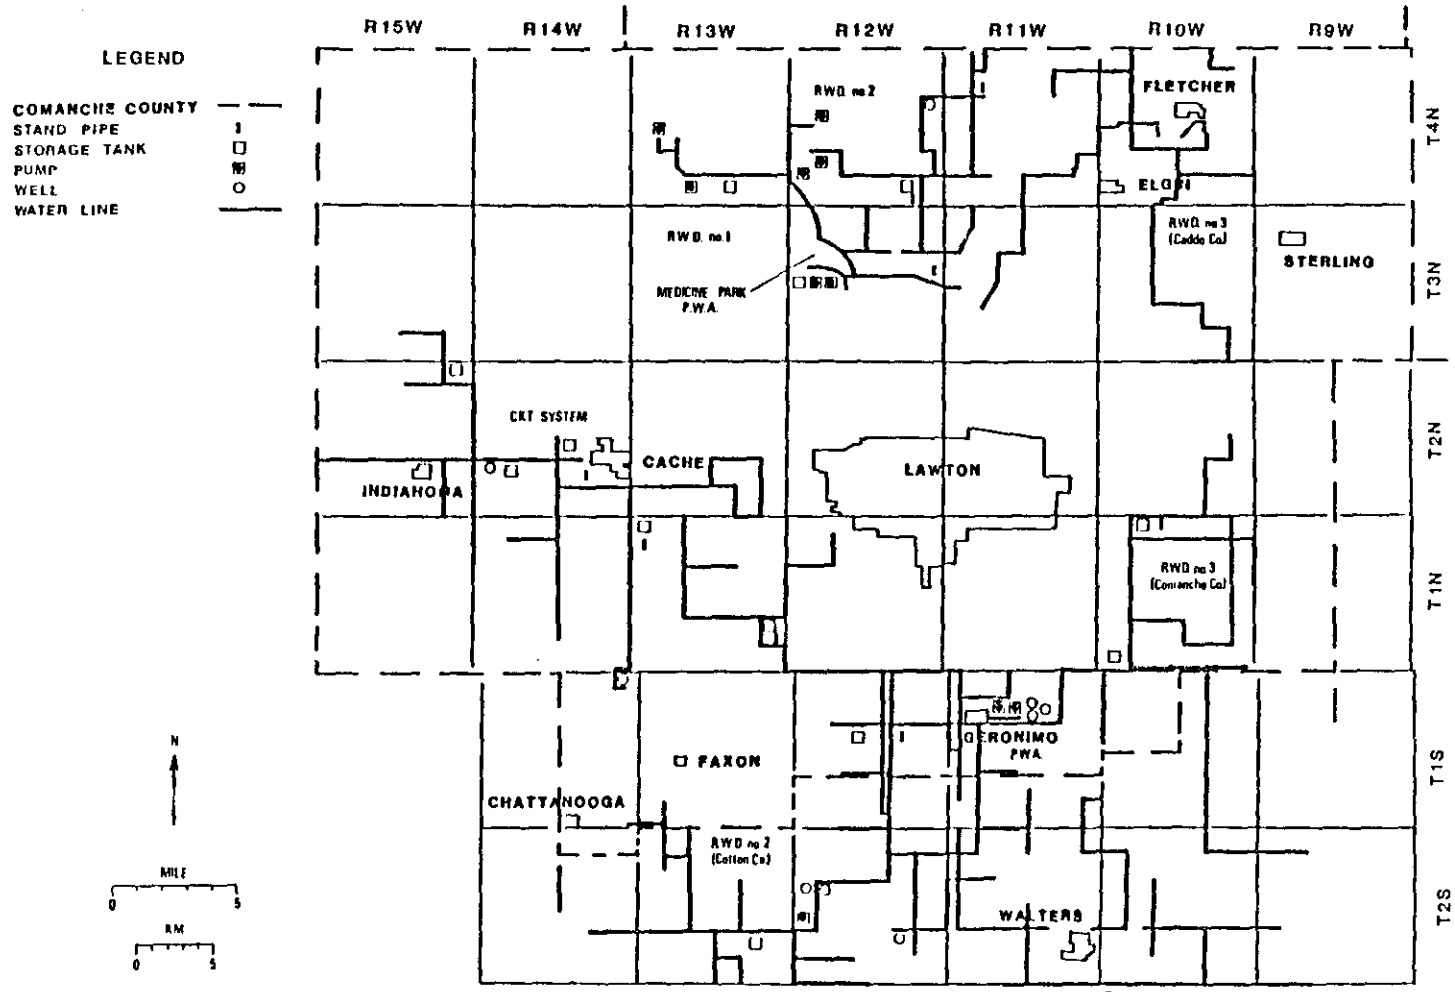 R15W R14W R13W R12W R11W R10W R9W
LEGEND
COMANCHE COUNTY
STAND PIPE
STORAGE TANK
PUMP
WELL
WATER LINE
RWD. no.2
FLETCHER
T4N
ELGIN
RWD. no.1
RWD. no 3
(Caddo Co.)
STERLING
MEDICINE PARK
P.W.A.
T3N
CKT SYSTEM
CACHE
LAWTON
INDIAHOMA
T2N
RWD no 3
(Comanche Co.)
T1N
N
GERONIMO
PWA.
FAXON
CHATTANOOGA
T1S
RWD no 2
(Cotton Co.)
MILE
0 5
KM
0 5
WALTERS
T2S